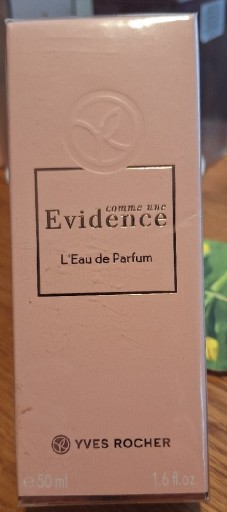 comme une
Evidence
L'Eau de Parfum
YVES ROCHER
℮50 ml 1.6 fl.oz